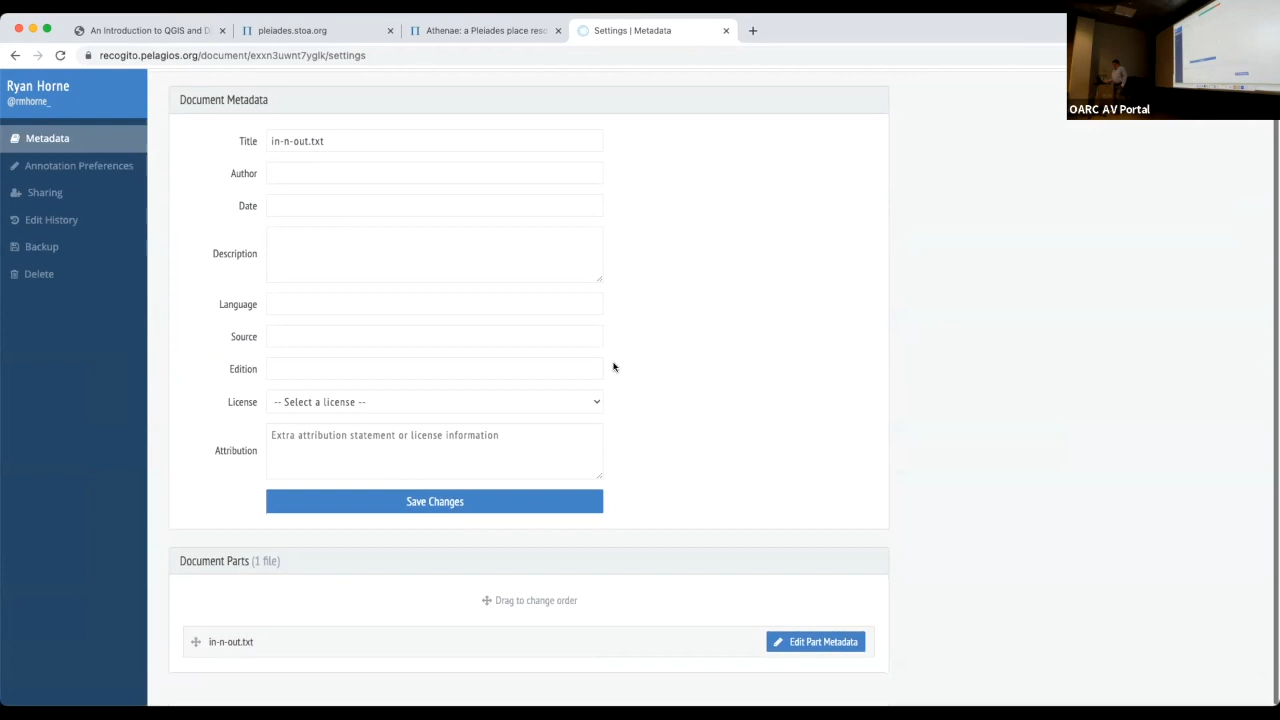 An Introduction to QGIS and D
pleiades.stoa.org
Athenae: a Pleiades place reso
Settings | Metadata
recogito.pelagios.org/document/exxn3uwnt7yglk/settings
OARC AV Portal
Ryan Horne
@rmhorne_
Metadata
Annotation Preferences
Sharing
Edit History
Backup
Delete
Document Metadata
Title in-n-out.txt
Author
Date
Description
Language
Source
Edition
License -- Select a license --
Attribution Extra attribution statement or license information
Save Changes
Document Parts (1 file)
Drag to change order
in-n-out.txt Edit Part Metadata